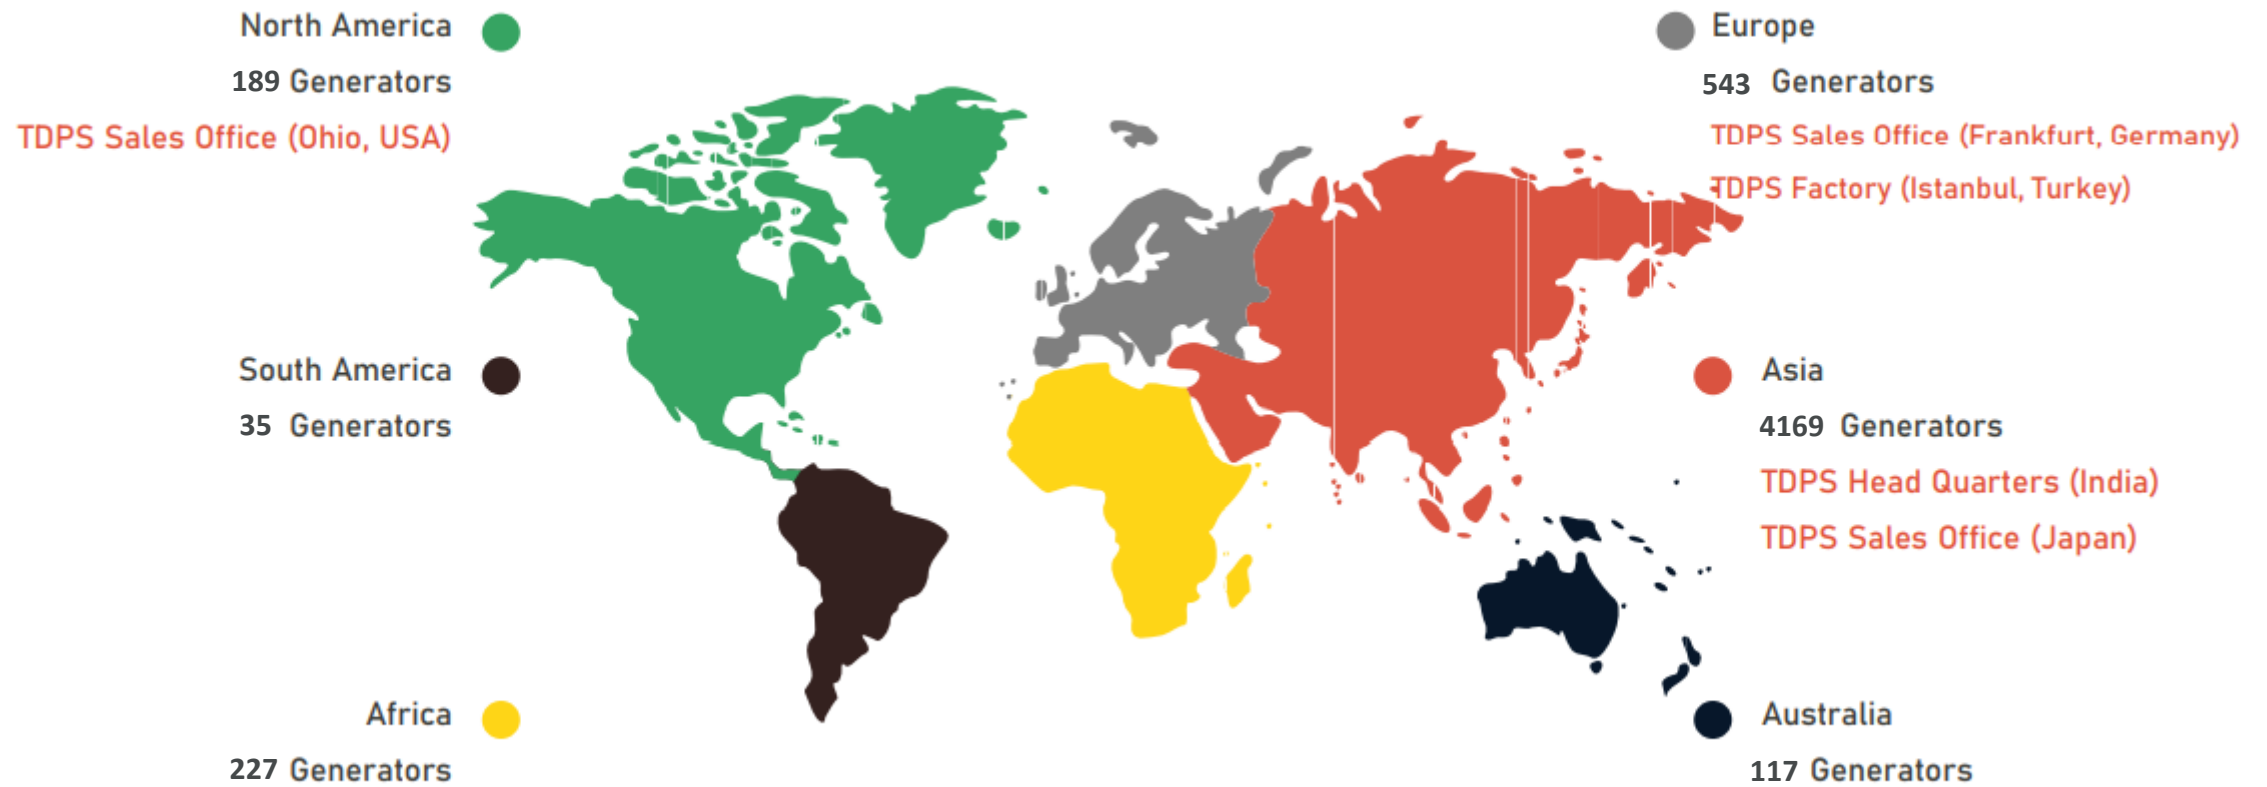 North America
189 Generators
TDPS Sales Office (Ohio, USA)
South America
35 Generators
Africa
227 Generators
Europe
543 Generators
TDPS Sales Office (Frankfurt, Germany)
TDPS Factory (Istanbul, Turkey)
Asia
4169 Generators
TDPS Head Quarters (India)
TDPS Sales Office (Japan)
Australia
117 Generators